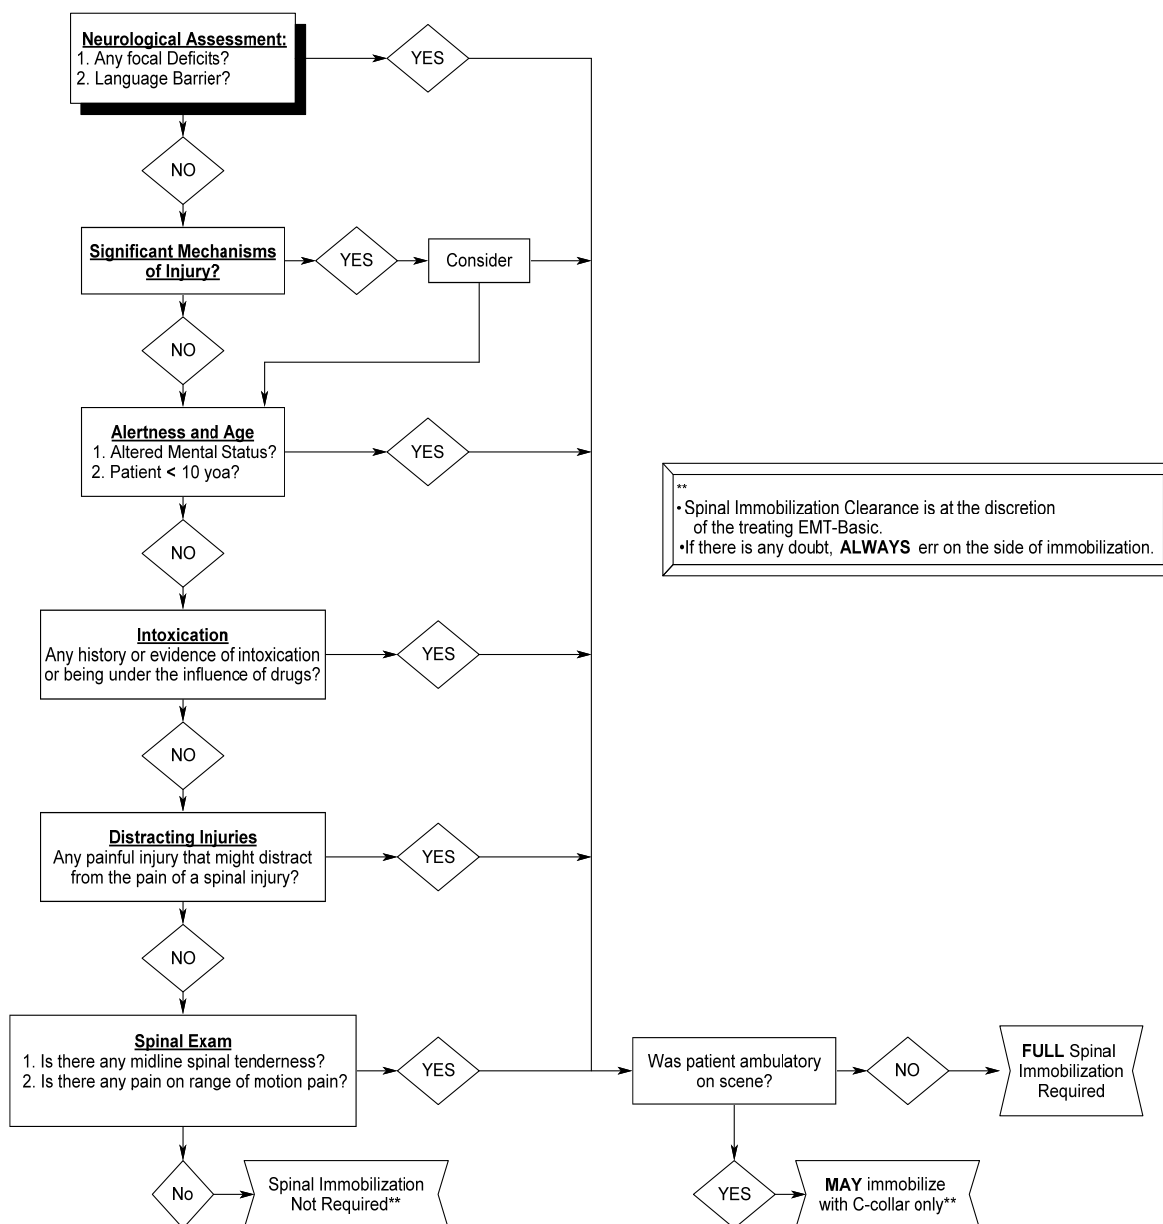 Neurological Assessment:
1. Any focal Deficits?
2. Language Barrier?
YES
NO
Significant Mechanisms
of Injury?
YES
Consider
NO
Alertness and Age
1. Altered Mental Status?
2. Patient < 10 yoa?
YES
**
• Spinal Immobilization Clearance is at the discretion
of the treating EMT-Basic.
•If there is any doubt, ALWAYS err on the side of immobilization.
NO
Intoxication
Any history or evidence of intoxication
or being under the influence of drugs?
YES
NO
Distracting Injuries
Any painful injury that might distract
from the pain of a spinal injury?
YES
NO
Spinal Exam
1. Is there any midline spinal tenderness?
2. Is there any pain on range of motion pain?
YES
Was patient ambulatory
on scene?
NO
FULL Spinal
Immobilization
Required
No
Spinal Immobilization
Not Required**
YES
MAY immobilize
with C-collar only**